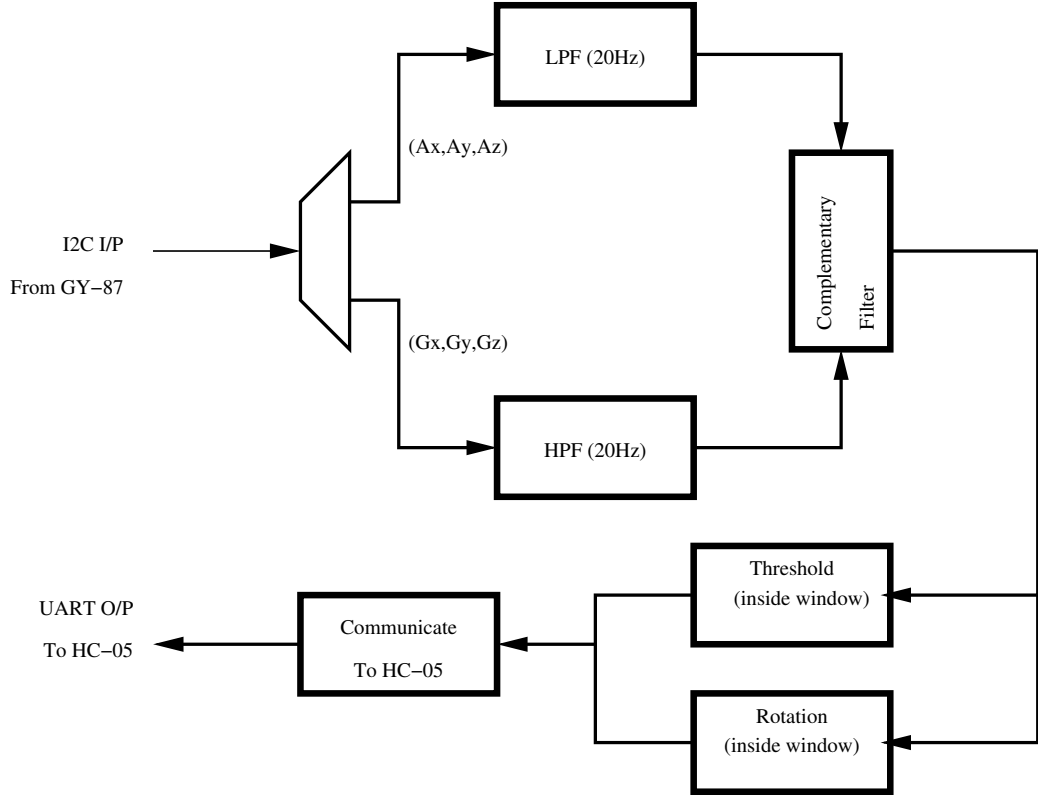 LPF (20Hz)
(Ax,Ay,Az)
I2C I/P
From GY−87
Complementary
Filter
(Gx,Gy,Gz)
HPF (20Hz)
Threshold
(inside window)
UART O/P
To HC−05
Communicate
To HC−05
Rotation
(inside window)